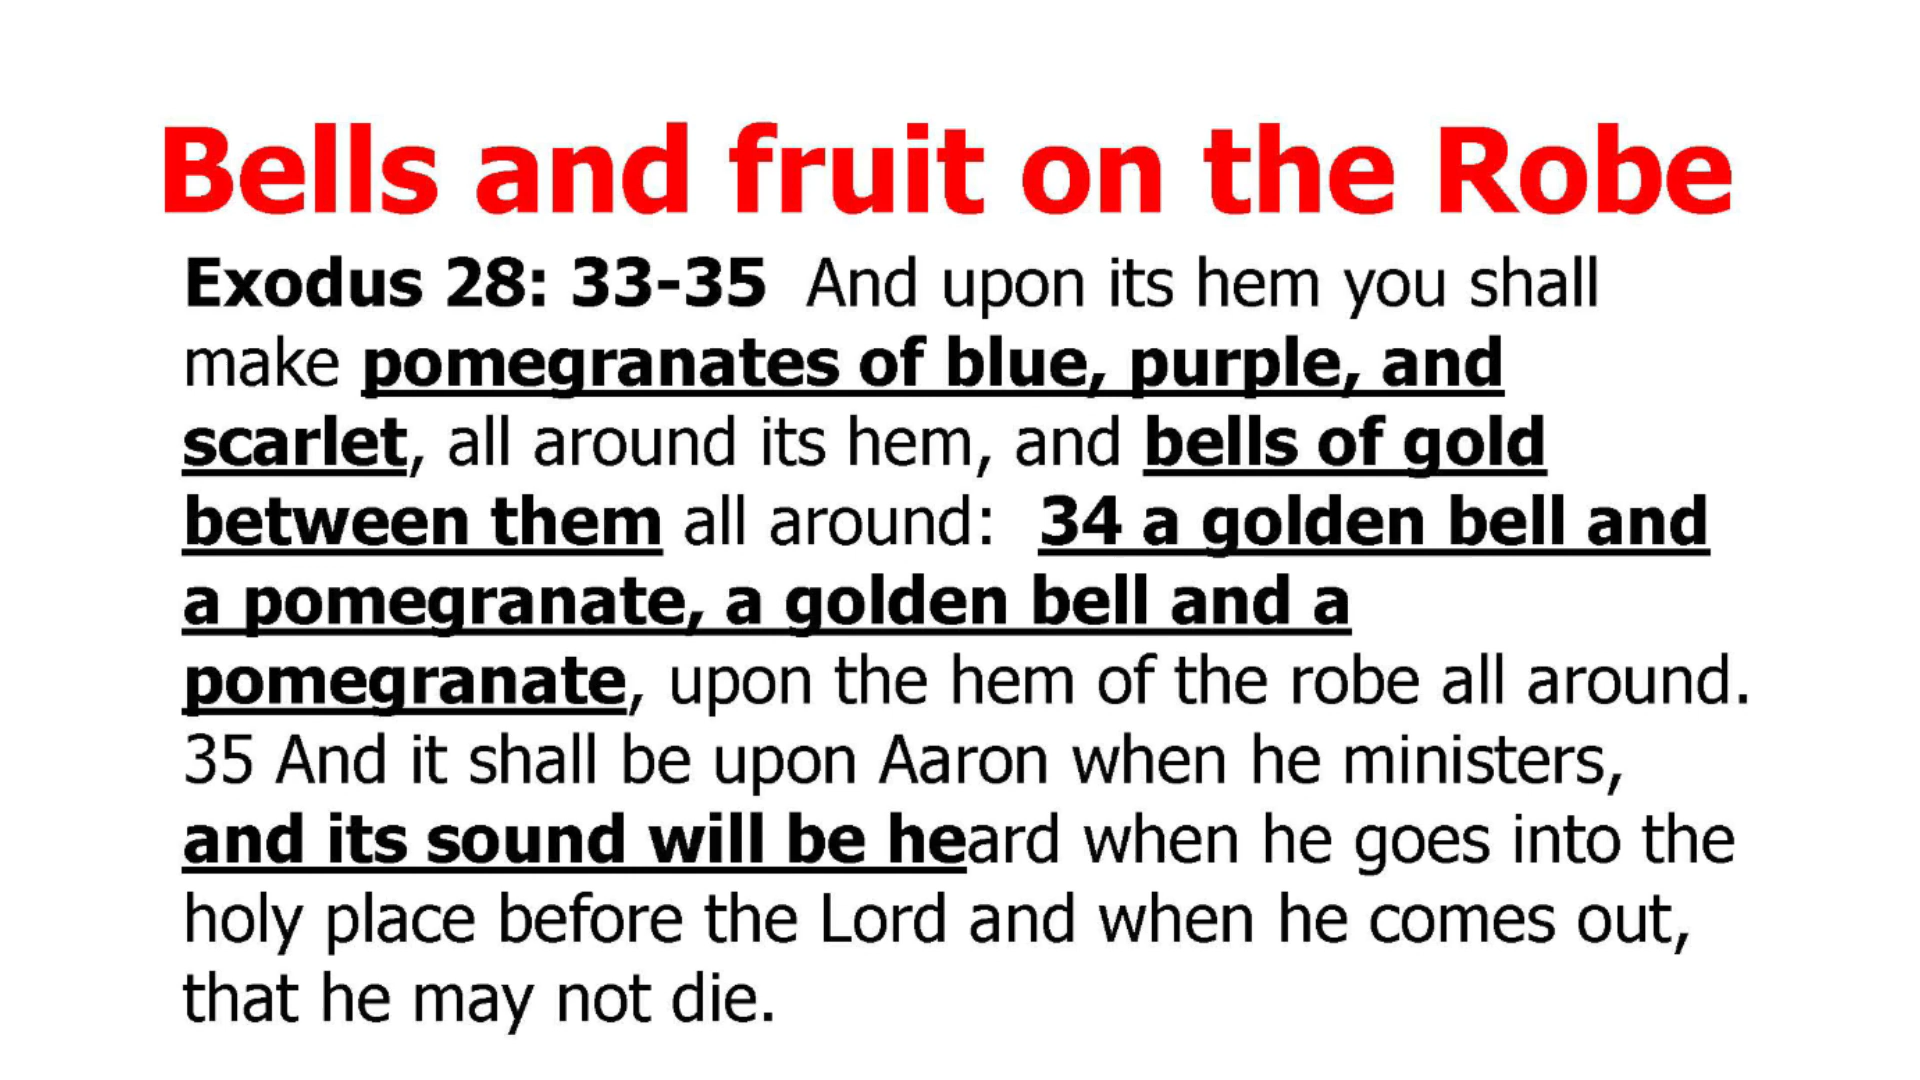 Bells and fruit on the Robe
Exodus 28: 33-35 And upon its hem you shall
make pomegranates of blue, purple, and
scarlet, all around its hem, and bells of gold
between them all around: 34 a golden bell and
a pomegranate, a golden bell and a
pomegranate, upon the hem of the robe all around.
35 And it shall be upon Aaron when he ministers,
and its sound will be heard when he goes into the
holy place before the Lord and when he comes out,
that he may not die.